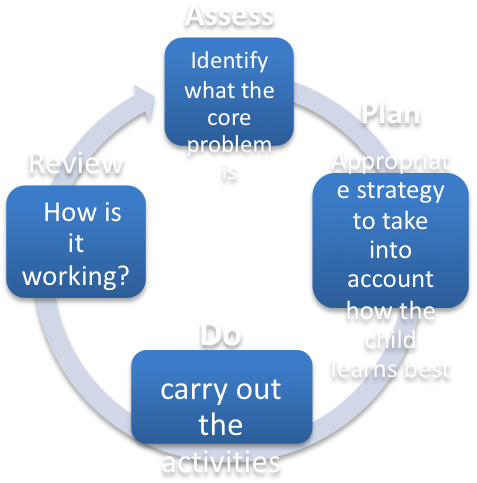 Assess
Identify
what the
core
problem
is
Plan
Appropriat
e strategy
to take
into
account
how the
child
learns best
Do
carry out
the
activities
Review
How is
it
working?